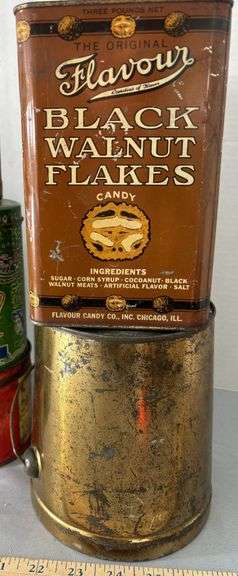 THREE POUNDS NET
THE ORIGINAL
Flavour
BLACK
WALNUT
FLAKES
CANDY
INGREDIENTS
SUGAR · CORN SYRUP · COCOANUT · BLACK
WALNUT MEATS · ARTIFICIAL FLAVOR · SALT
FLAVOUR CANDY CO., INC. CHICAGO, ILL.
22 23 24